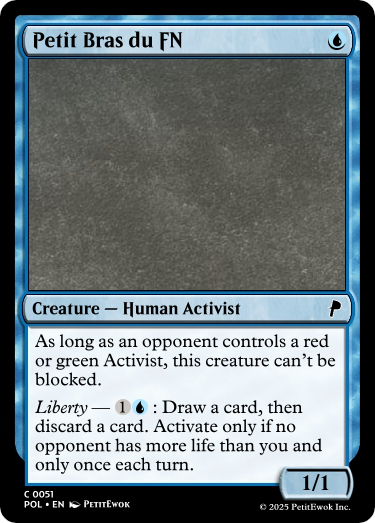 Petit Bras du FN
Creature — Human Activist
As long as an opponent controls a red
or green Activist, this creature can't be
blocked.
Liberty — 1 : Draw a card, then
discard a card. Activate only if no
opponent has more life than you and
only once each turn.
1/1
C 0051
POL • EN PetitEwok
© 2025 PetitEwok Inc.